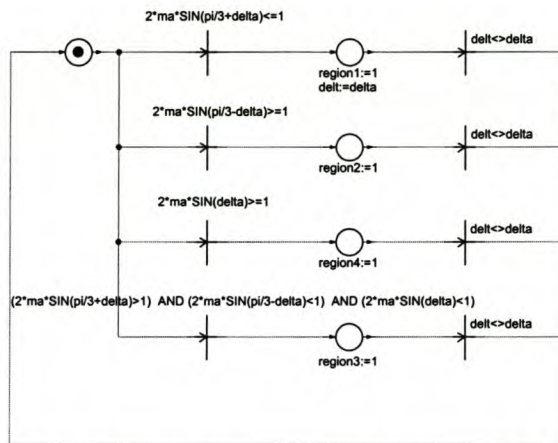 2*ma*SIN(pi/3+delta)<=1
delt<>delta
region1:=1
delt:=delta
2*ma*SIN(pi/3-delta)>=1
delt<>delta
region2:=1
2*ma*SIN(delta)>=1
delt<>delta
region4:=1
(2*ma*SIN(pi/3+delta)>1) AND (2*ma*SIN(pi/3-delta)<1) AND (2*ma*SIN(delta)<1)
delt<>delta
region3:=1